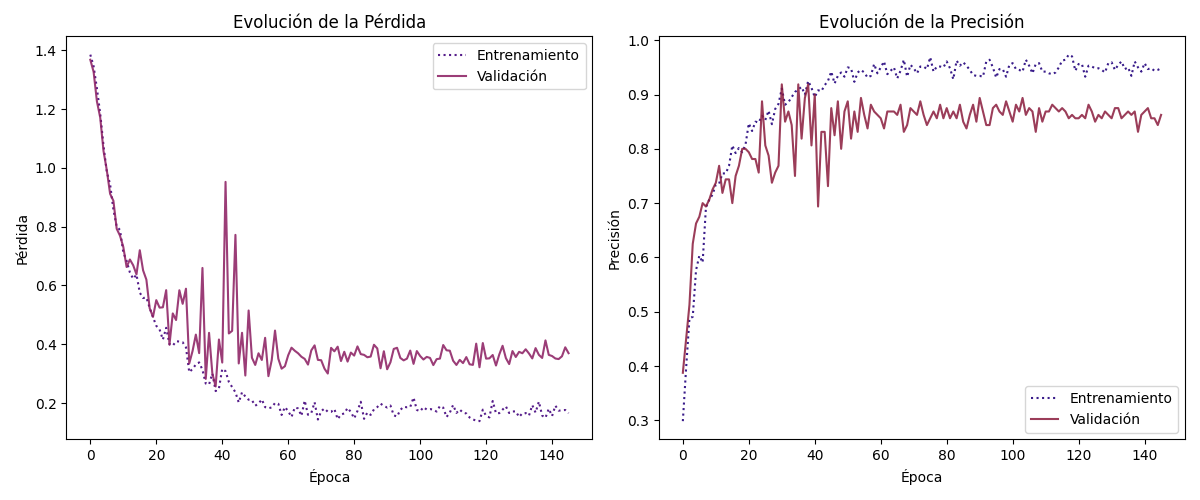 Evolución de la Pérdida
1.4
1.2
1.0
0.8
0.6
0.4
0.2
Pérdida
0 20 40 60 80 100 120 140
Época
Entrenamiento
Validación
Evolución de la Precisión
1.0
0.9
0.8
0.7
0.6
0.5
0.4
0.3
Precisión
0 20 40 60 80 100 120 140
Época
Entrenamiento
Validación